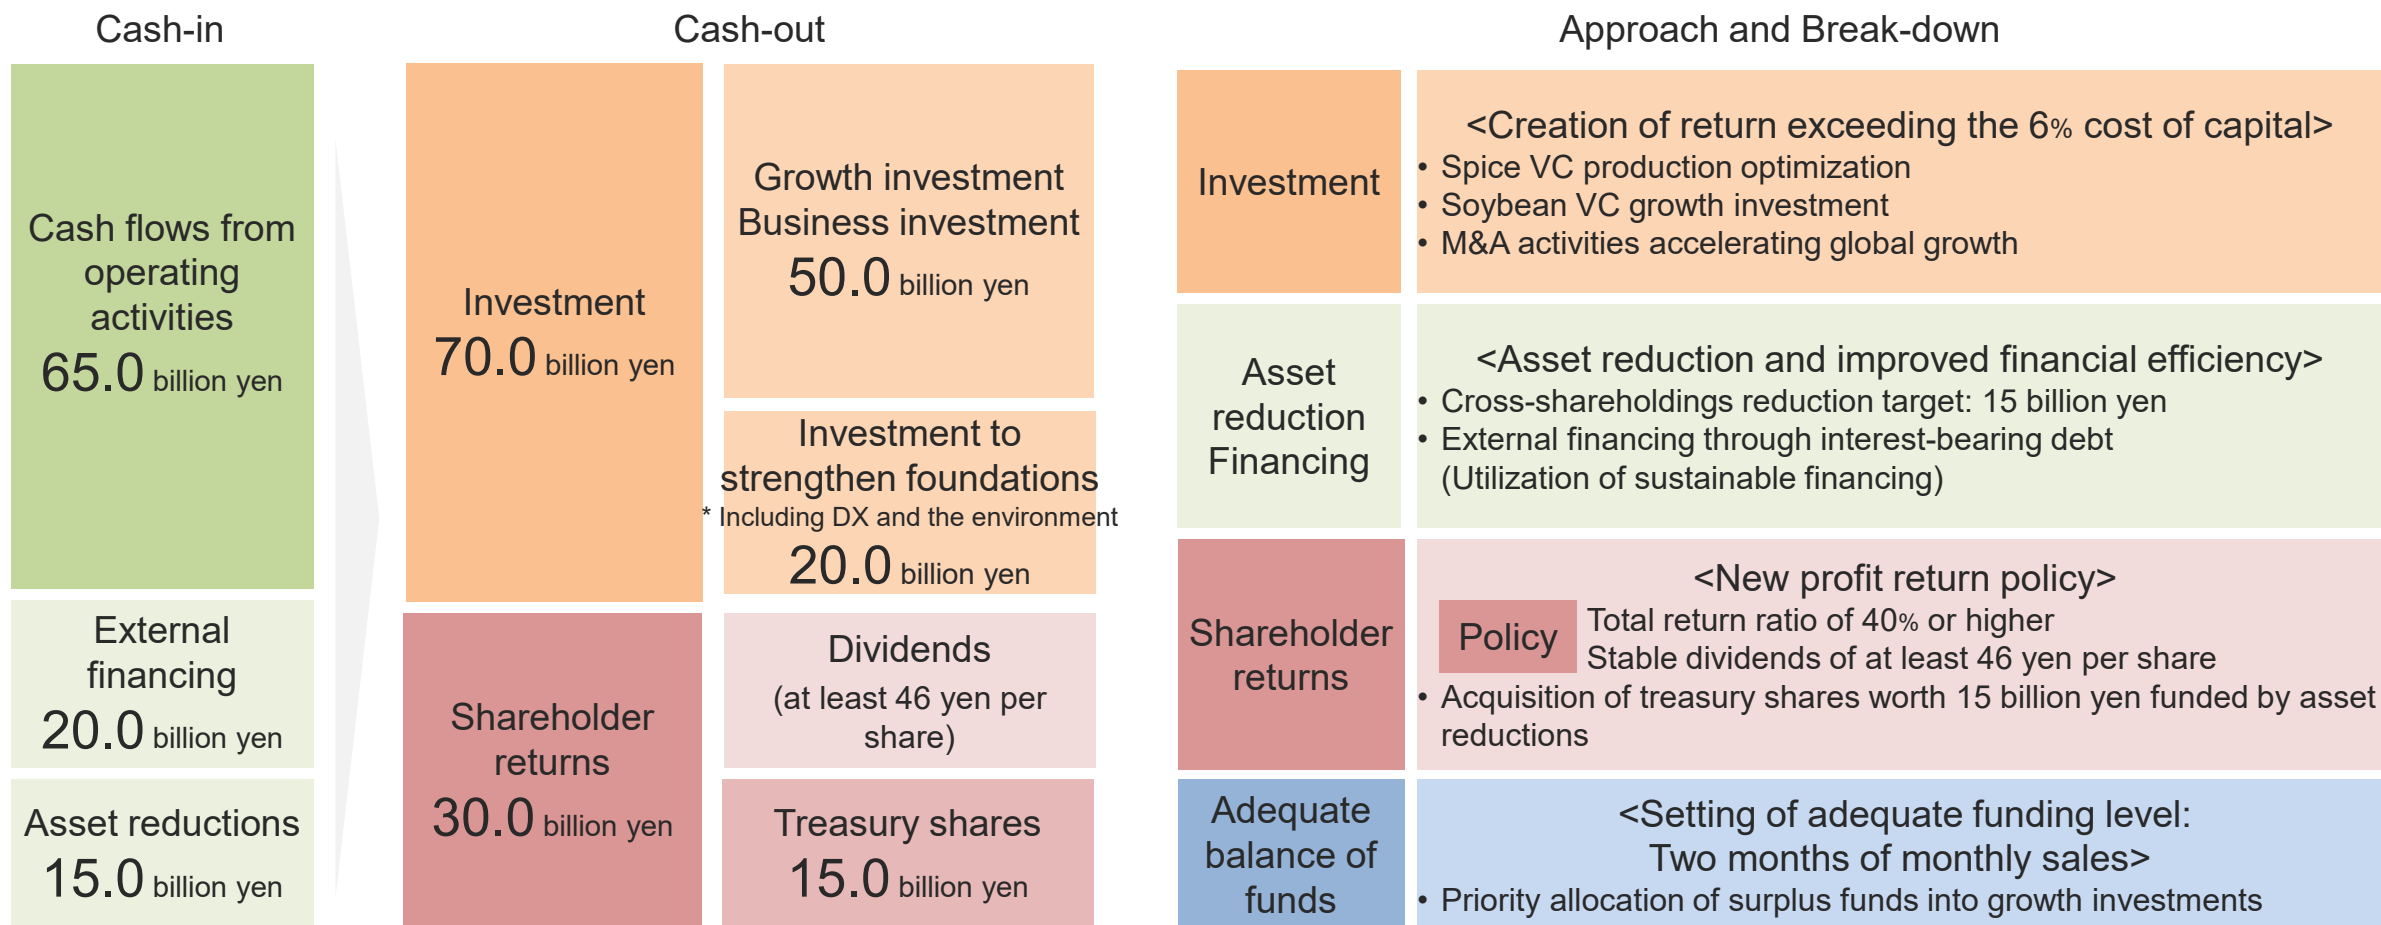 Cash-in
Cash flows from
operating
activities
65.0 billion yen
External
financing
20.0 billion yen
Asset reductions
15.0 billion yen
Cash-out
Investment
70.0 billion yen
Growth investment
Business investment
50.0 billion yen
Investment to
strengthen foundations
* Including DX and the environment
20.0 billion yen
Shareholder
returns
30.0 billion yen
Dividends
(at least 46 yen per
share)
Treasury shares
15.0 billion yen
Approach and Break-down
Investment
<Creation of return exceeding the 6% cost of capital>
• Spice VC production optimization
• Soybean VC growth investment
• M&A activities accelerating global growth
Asset
reduction
Financing
<Asset reduction and improved financial efficiency>
• Cross-shareholdings reduction target: 15 billion yen
• External financing through interest-bearing debt
(Utilization of sustainable financing)
Shareholder
returns
<New profit return policy>
Policy
Total return ratio of 40% or higher
Stable dividends of at least 46 yen per share
• Acquisition of treasury shares worth 15 billion yen funded by asset
reductions
Adequate
balance of
funds
<Setting of adequate funding level:
Two months of monthly sales>
• Priority allocation of surplus funds into growth investments